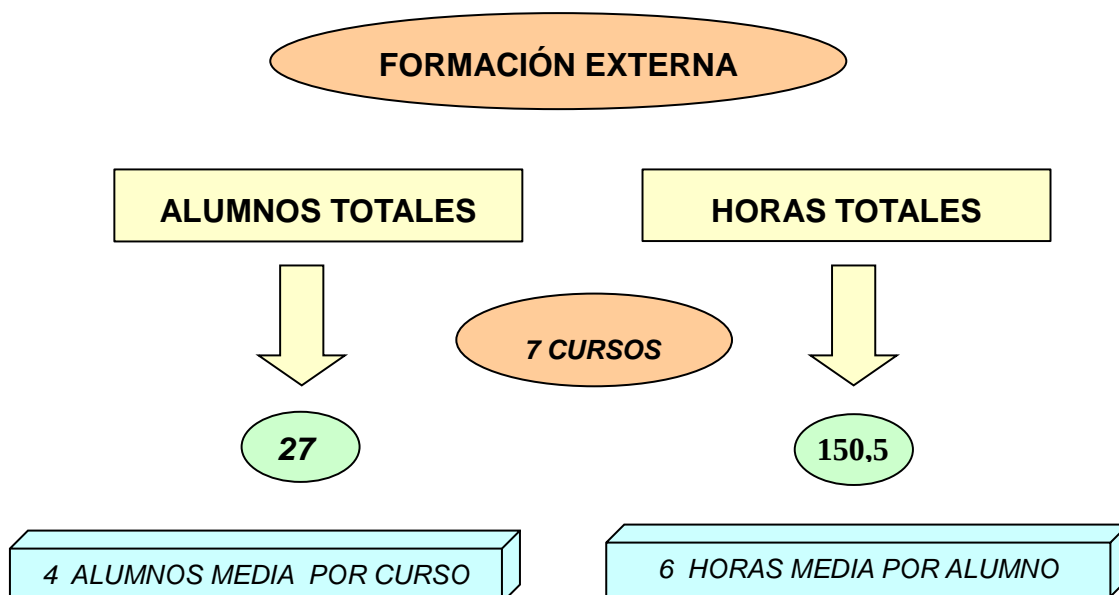 FORMACIÓN EXTERNA
ALUMNOS TOTALES
HORAS TOTALES
7 CURSOS
27
150,5
4 ALUMNOS MEDIA POR CURSO
6 HORAS MEDIA POR ALUMNO